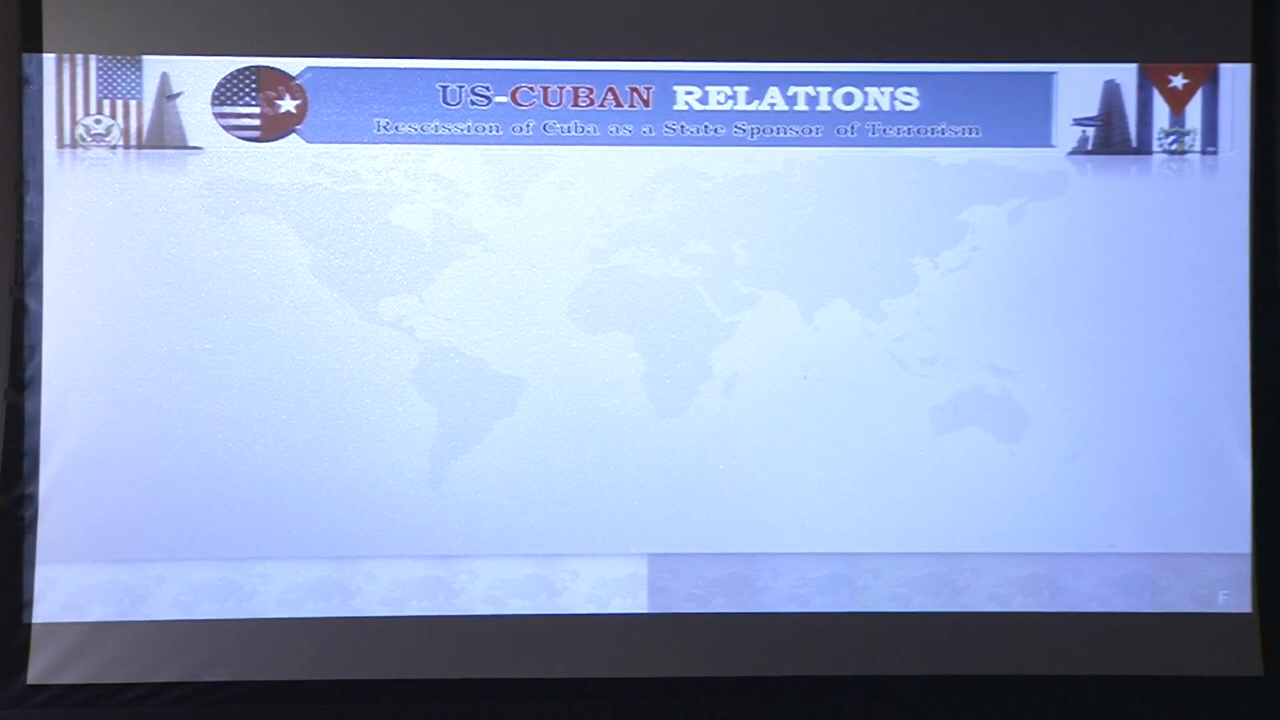 US-CUBAN RELATIONS
Rescission of Cuba as a State Sponsor of Terrorism
F